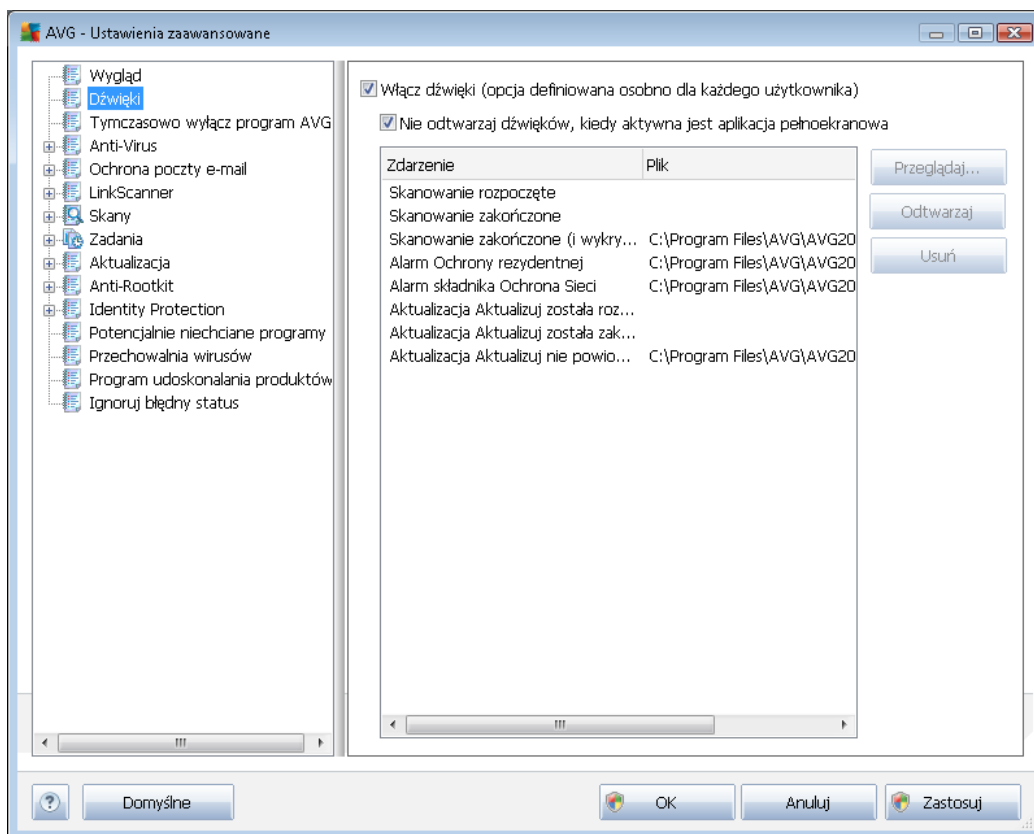 AVG - Ustawienia zaawansowane
Wygląd
Dźwięki
Tymczasowo wyłącz program AVG
Anti-Virus
Ochrona poczty e-mail
LinkScanner
Skany
Zadania
Aktualizacja
Anti-Rootkit
Identity Protection
Potencjalnie niechciane programy
Przechowalnia wirusów
Program udoskonalania produktów
Ignoruj błędny status
Włącz dźwięki (opcja definiowana osobno dla każdego użytkownika)
Nie odtwarzaj dźwięków, kiedy aktywna jest aplikacja pełnoekranowa
Zdarzenie Plik
Skanowanie rozpoczęte
Skanowanie zakończone
Skanowanie zakończone (i wykry... C:\Program Files\AVG\AVG20
Alarm Ochrony rezydentnej C:\Program Files\AVG\AVG20
Alarm składnika Ochrona Sieci C:\Program Files\AVG\AVG20
Aktualizacja Aktualizuj została roz...
Aktualizacja Aktualizuj została zak...
Aktualizacja Aktualizuj nie powio... C:\Program Files\AVG\AVG20
Przeglądaj...
Odtwarzaj
Usuń
? Domyślne OK Anuluj Zastosuj